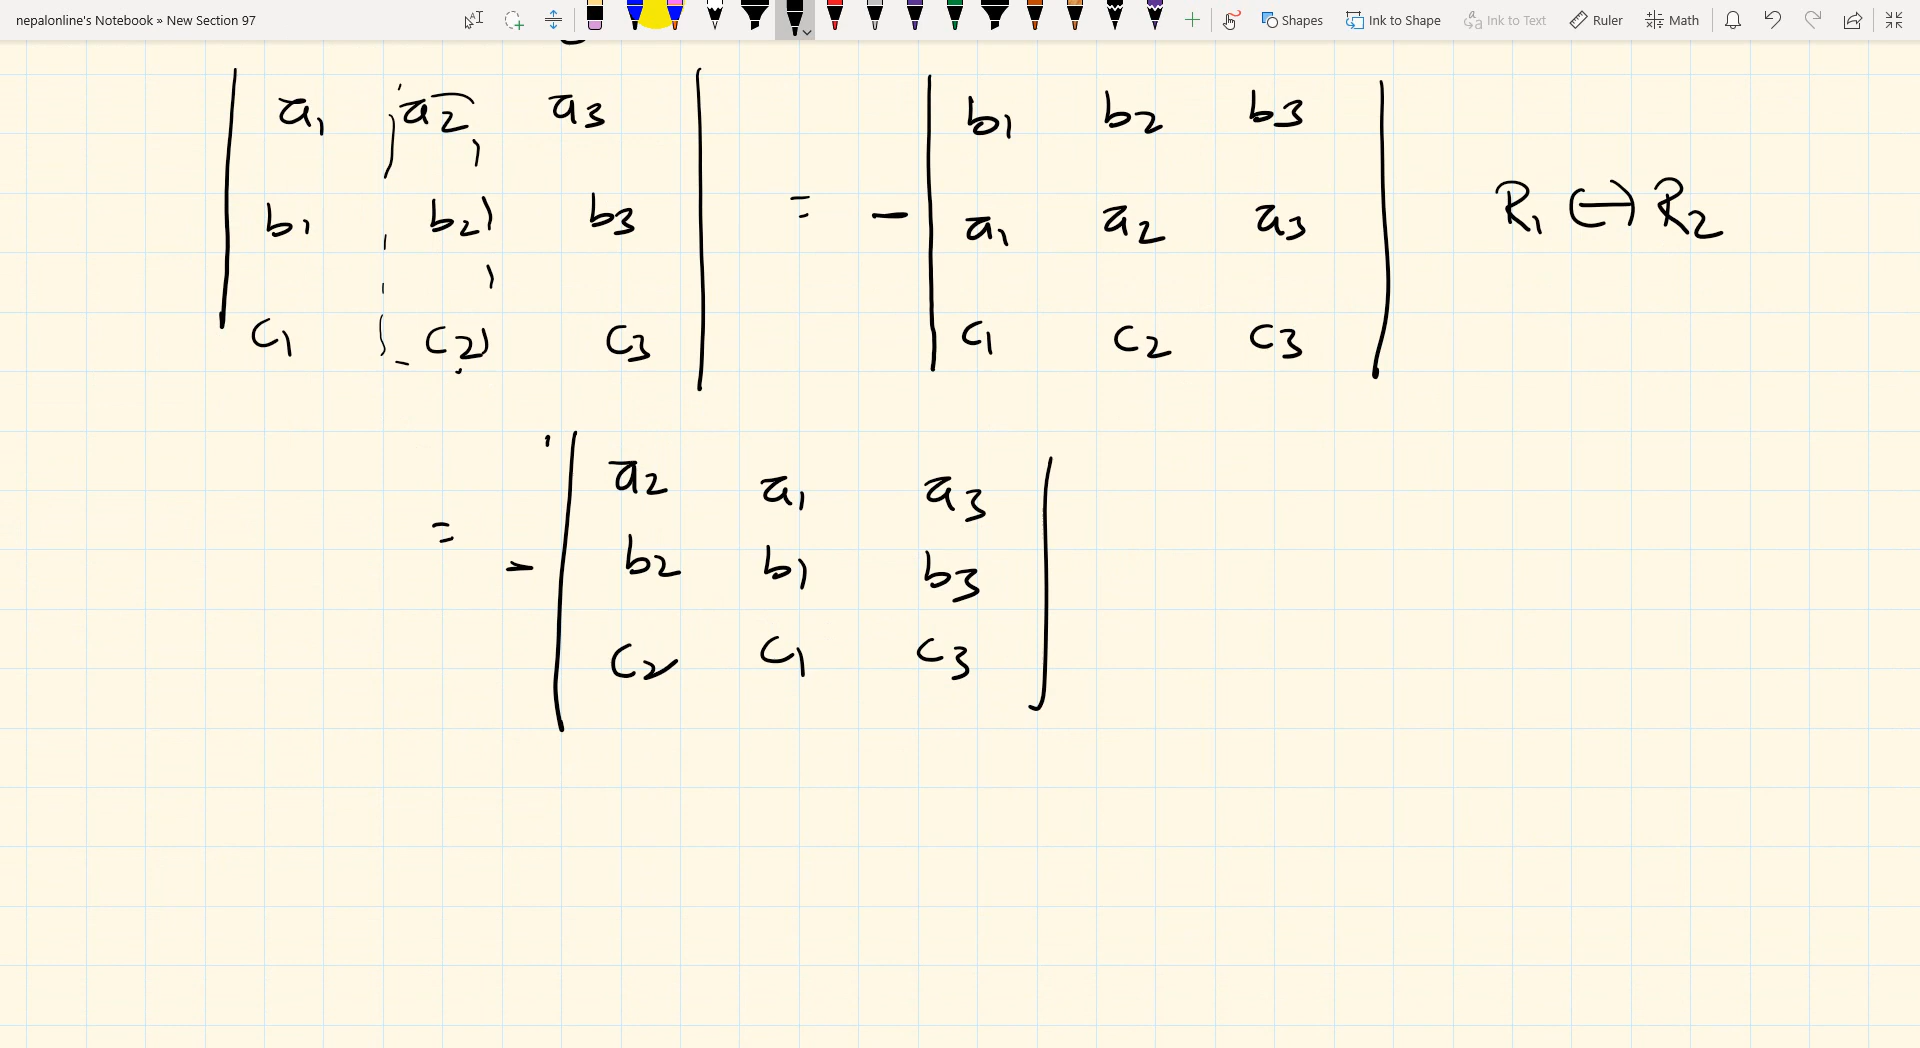 nepalonline's Notebook » New Section 97
Shapes Ink to Shape Ink to Text Ruler Math
| a₁ a₂ a₃ | = - | b₁ b₂ b₃ |
| b₁ b₂ b₃ | | a₁ a₂ a₃ | R₁ ↔ R₂
| c₁ c₂ c₃ | | c₁ c₂ c₃ |
= - | a₂ a₁ a₃ |
| b₂ b₁ b₃ |
| c₂ c₁ c₃ |